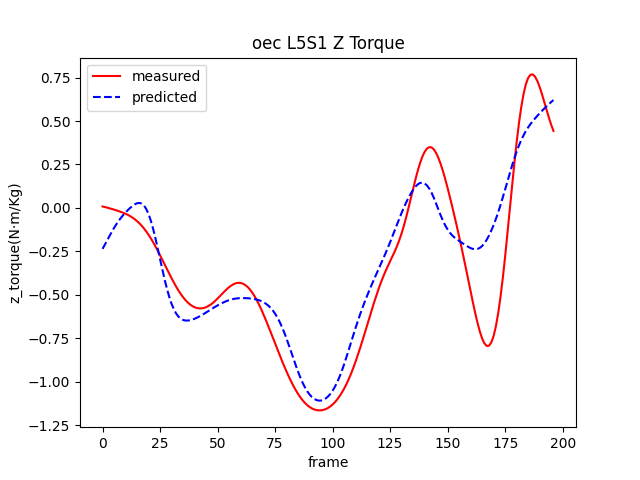 oec L5S1 Z Torque
measured
predicted
z_torque(N·m/Kg)
0.75
0.50
0.25
0.00
−0.25
−0.50
−0.75
−1.00
−1.25
0 25 50 75 100 125 150 175 200
frame